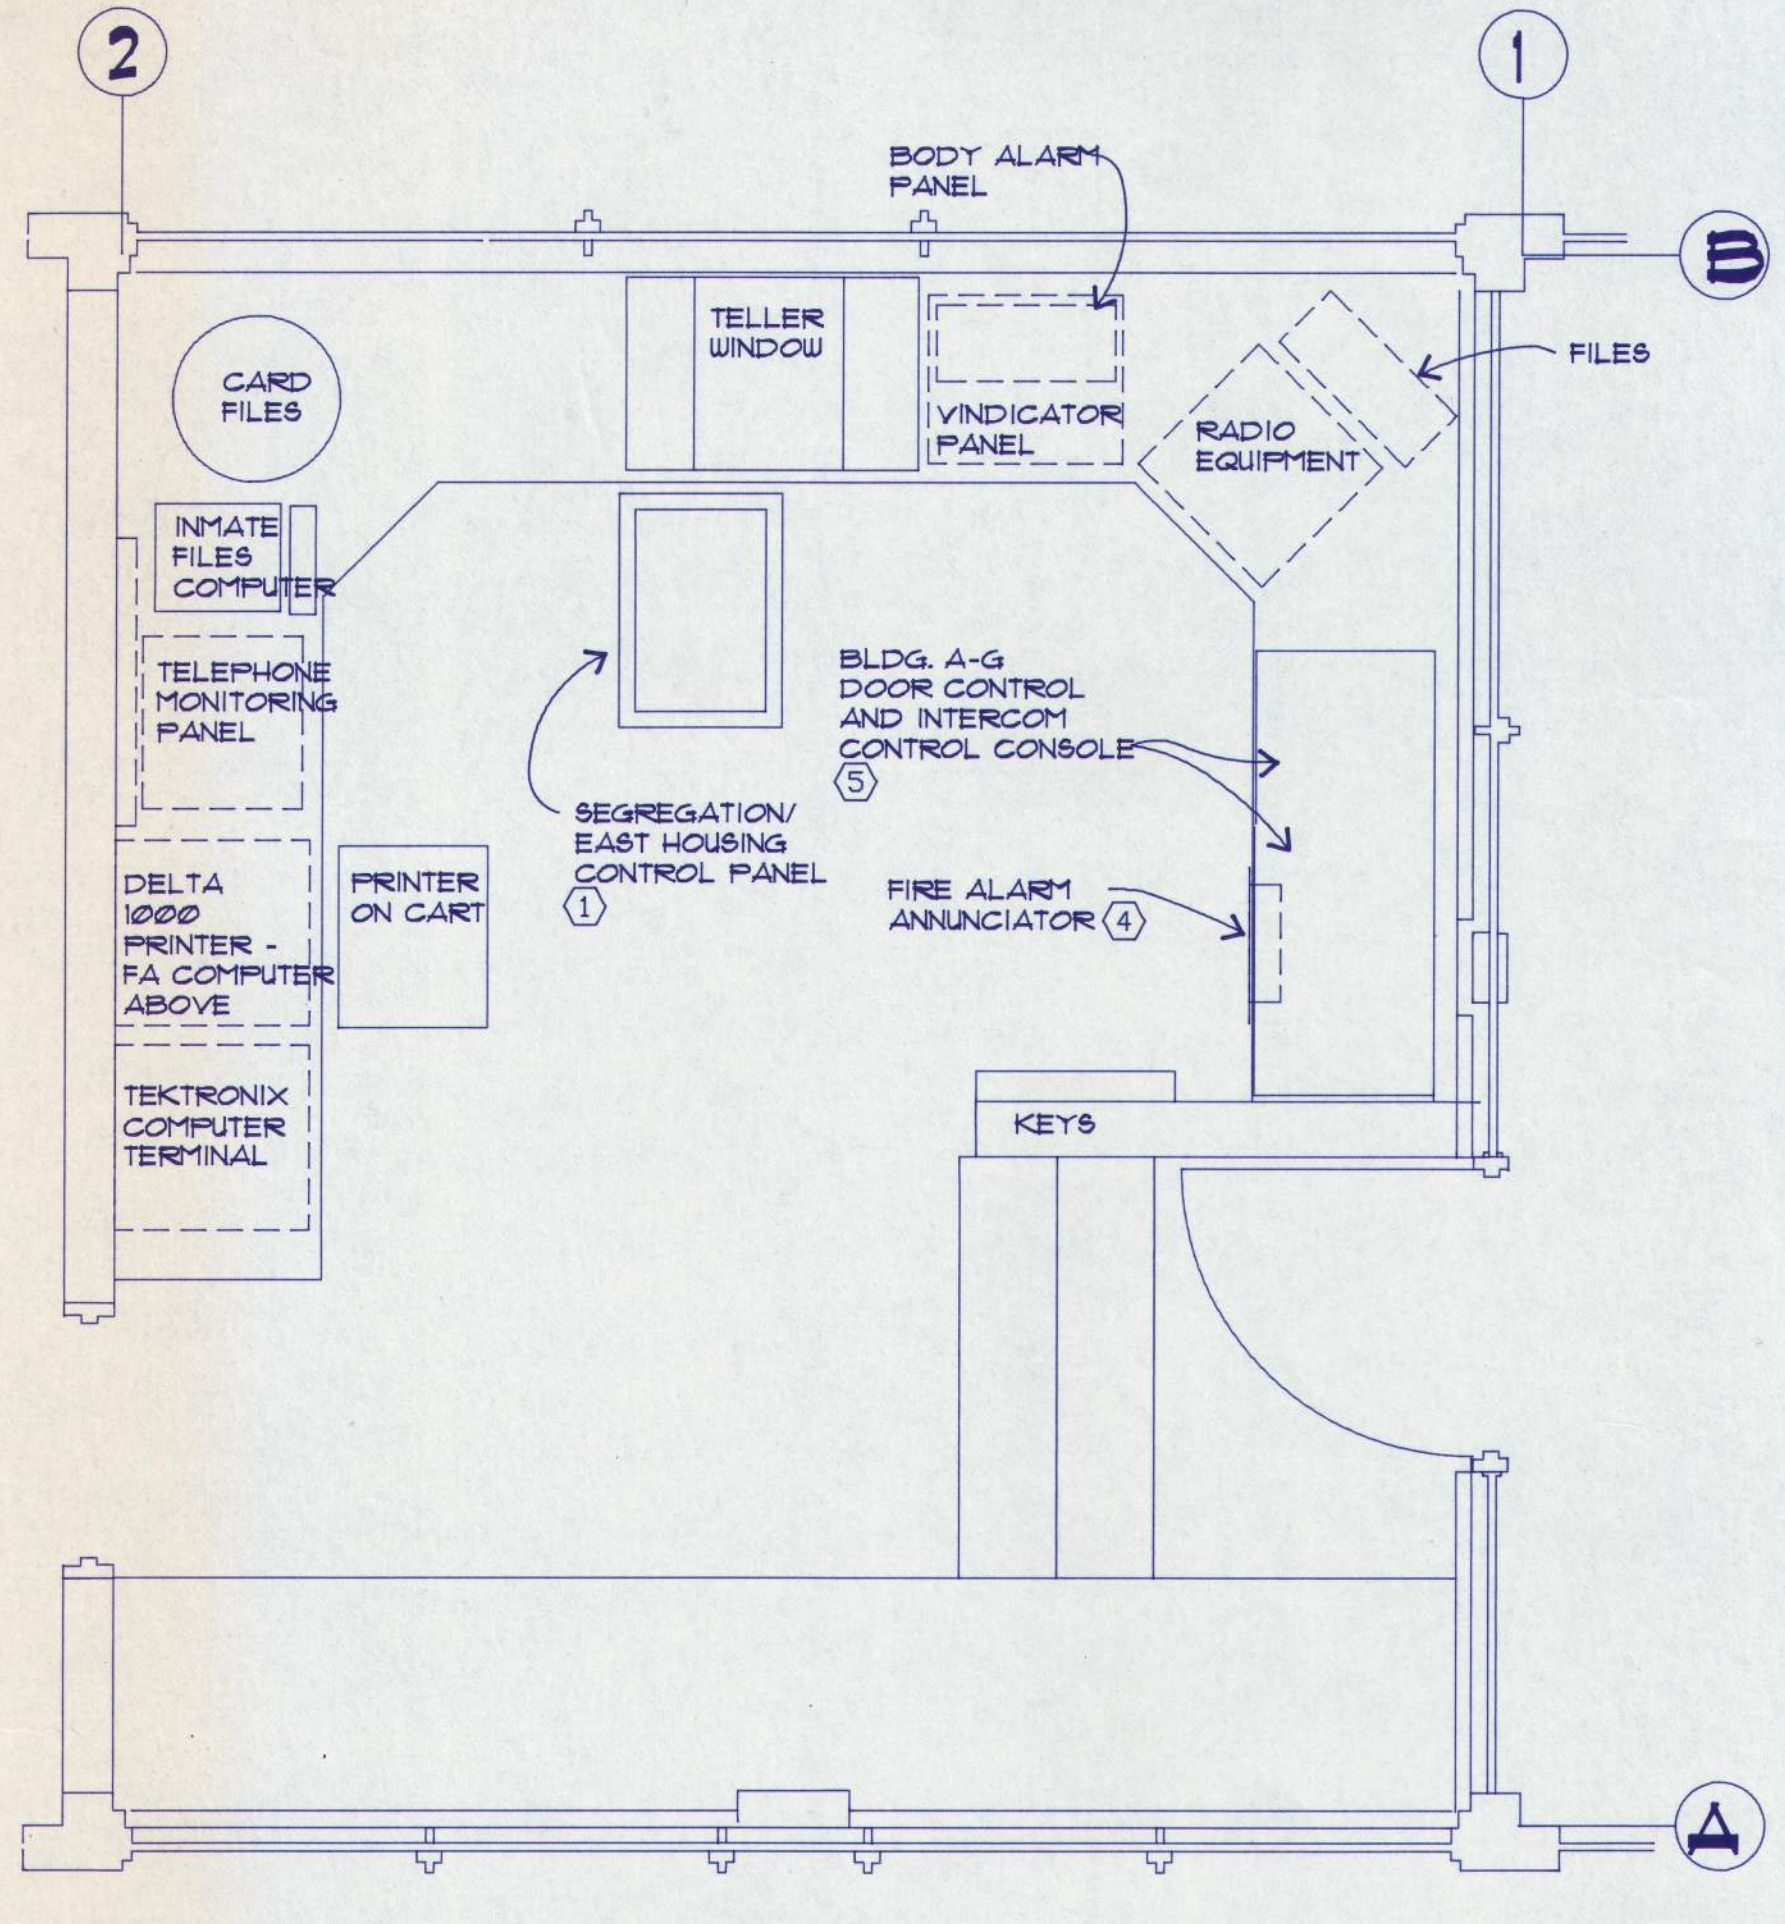 2
1
BODY ALARM
PANEL
B
TELLER
WINDOW
FILES
CARD
FILES
VINDICATOR
PANEL
RADIO
EQUIPMENT
INMATE
FILES
COMPUTER
TELEPHONE
MONITORING
PANEL
BLDG. A-G
DOOR CONTROL
AND INTERCOM
CONTROL CONSOLE
5
SEGREGATION/
EAST HOUSING
CONTROL PANEL
1
DELTA
1000
PRINTER -
FA COMPUTER
ABOVE
PRINTER
ON CART
FIRE ALARM
ANNUNCIATOR 4
TEKTRONIX
COMPUTER
TERMINAL
KEYS
A